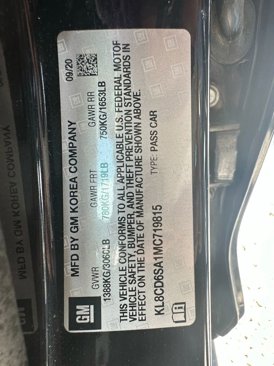 GM
MFD BY GM KOREA COMPANY
09/20
GVWR
GAWR FRT
GAWR RR
1388KG/3060LB
780KG/1719LB
750KG/1653LB
THIS VEHICLE CONFORMS TO ALL APPLICABLE U.S. FEDERAL MOTOR
VEHICLE SAFETY, BUMPER, AND THEFT PREVENTION STANDARDS IN
EFFECT ON THE DATE OF MANUFACTURE SHOWN ABOVE.
KL8CD6SA1MC719815
TYPE: PASS CAR